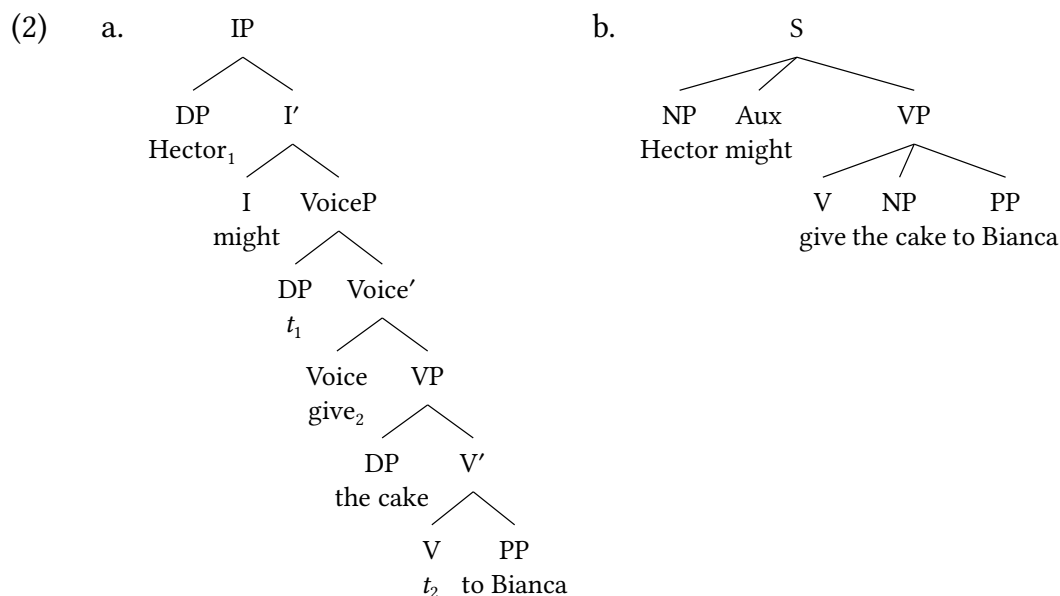 (2) a. IP b. S
DP I′ NP Aux VP
Hector₁ Hector might
I VoiceP V NP PP
might give the cake to Bianca
DP Voice′
t₁
Voice VP
give₂
DP V′
the cake
V PP
t₂ to Bianca